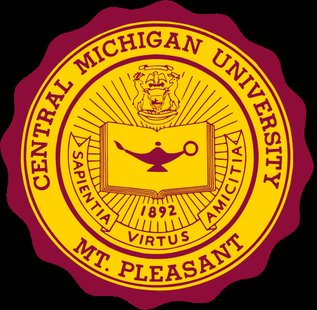 CENTRAL MICHIGAN UNIVERSITY
SAPIENTIA VIRTUS AMICITIA
1892
MT. PLEASANT